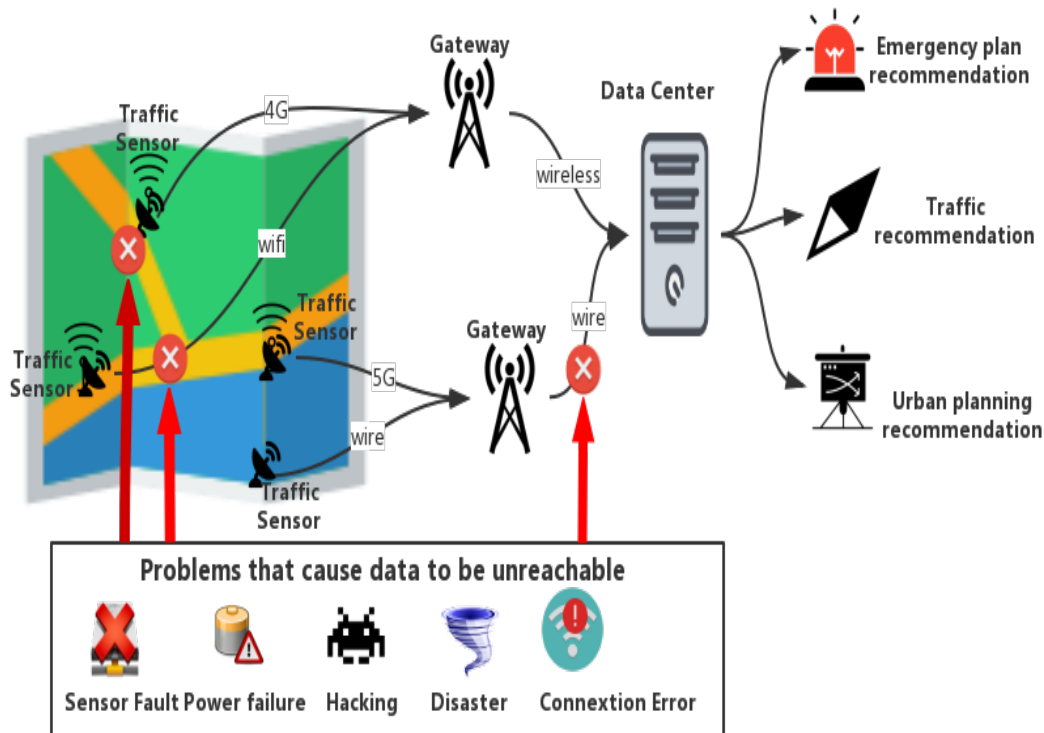 Gateway
Emergency plan
recommendation
Data Center
4G
Traffic
Sensor
wireless
Traffic
recommendation
wifi
Traffic
Sensor
wire
Gateway
Traffic
Sensor
5G
Urban planning
recommendation
wire
Traffic
Sensor
Problems that cause data to be unreachable
Sensor Fault
Power failure
Hacking
Disaster
Connextion Error